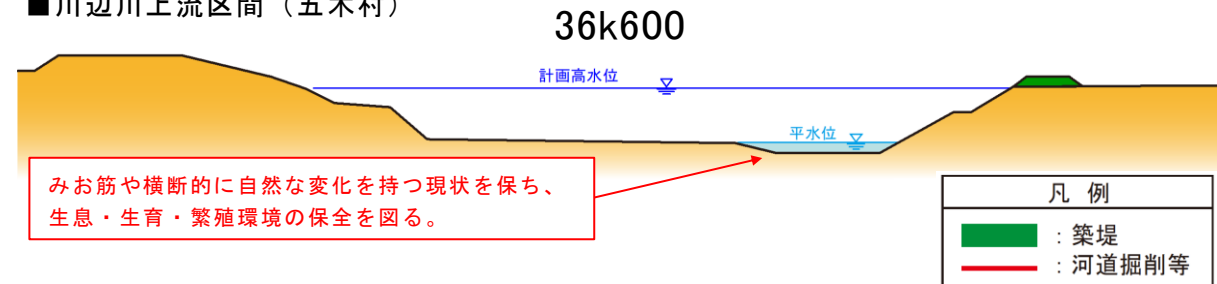 ■川辺川上流区間（五木村）
36k600
計画高水位
平水位
みお筋や横断的に自然な変化を持つ現状を保ち、
生息・生育・繁殖環境の保全を図る。
凡 例
：築堤
：河道掘削等